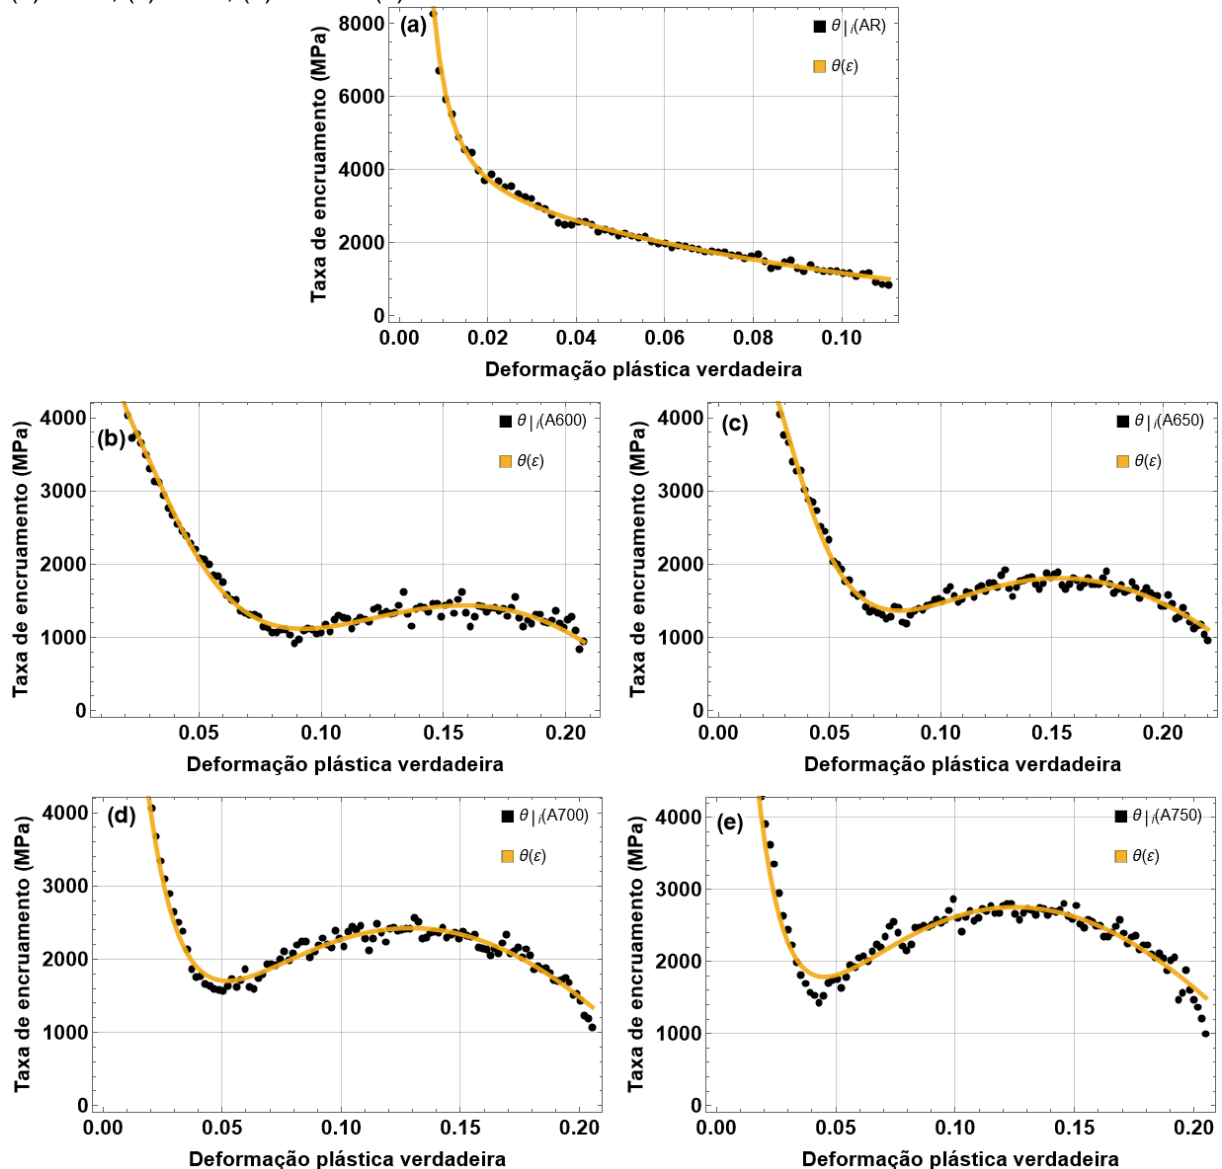 (a)
θ|i(AR)
θ(ε)
Taxa de encruamento (MPa)
8000
6000
4000
2000
0
0.00 0.02 0.04 0.06 0.08 0.10
Deformação plástica verdadeira
(b)
θ|i(A600)
θ(ε)
Taxa de encruamento (MPa)
4000
3000
2000
1000
0
0.05 0.10 0.15 0.20
Deformação plástica verdadeira
(c)
θ|i(A650)
θ(ε)
Taxa de encruamento (MPa)
4000
3000
2000
1000
0
0.00 0.05 0.10 0.15 0.20
Deformação plástica verdadeira
(d)
θ|i(A700)
θ(ε)
Taxa de encruamento (MPa)
4000
3000
2000
1000
0
0.00 0.05 0.10 0.15 0.20
Deformação plástica verdadeira
(e)
θ|i(A750)
θ(ε)
Taxa de encruamento (MPa)
4000
3000
2000
1000
0
0.00 0.05 0.10 0.15 0.20
Deformação plástica verdadeira